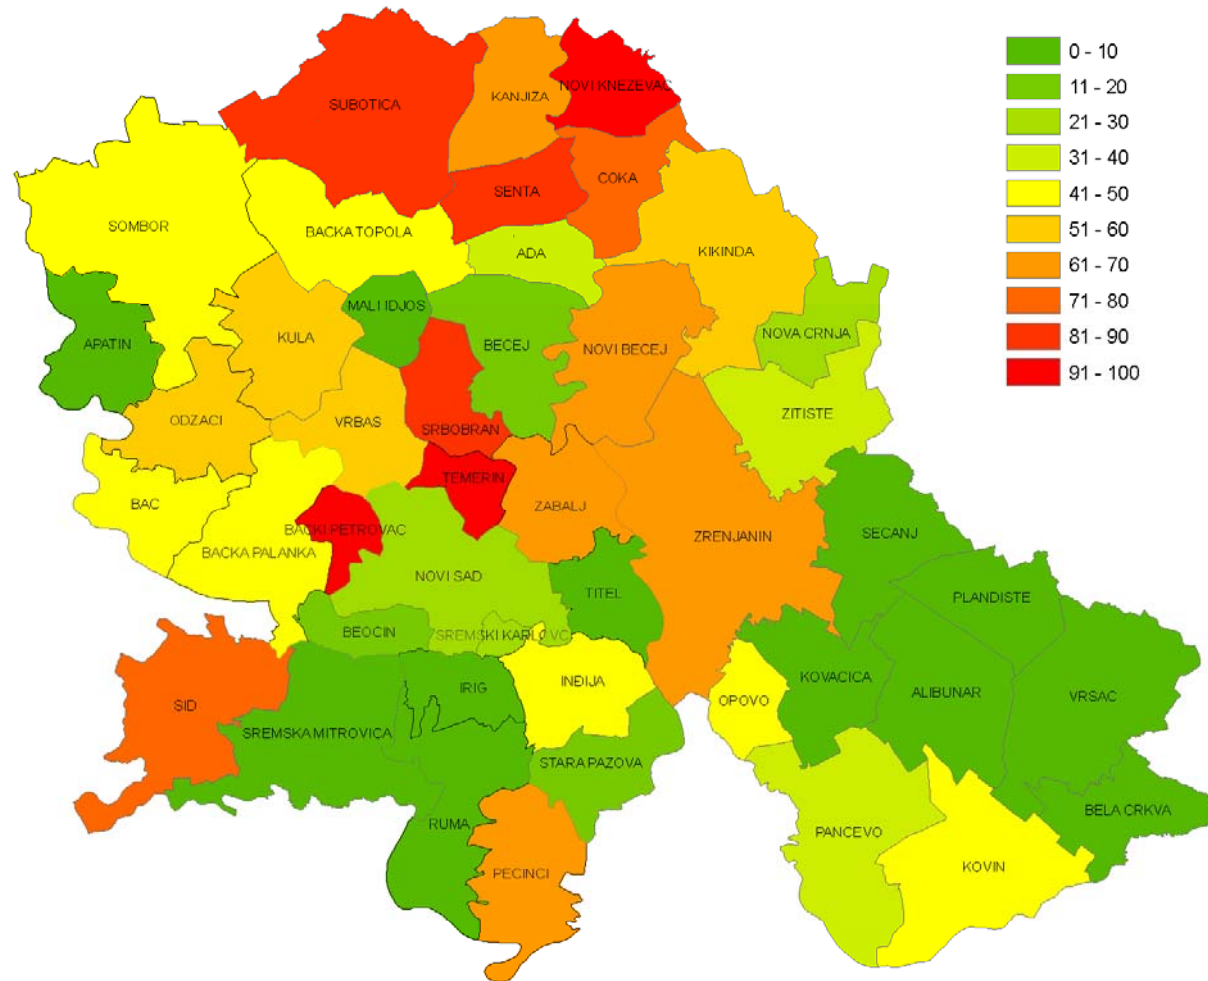 0 - 10
11 - 20
21 - 30
31 - 40
41 - 50
51 - 60
61 - 70
71 - 80
81 - 90
91 - 100
SUBOTICA
KANJIZA
NOVI KNEZEVAC
SENTA
COKA
SOMBOR
BACKA TOPOLA
ADA
KIKINDA
MALI IDJOS
APATIN
KULA
BECEJ
NOVI BECEJ
NOVA CRNJA
ODZACI
VRBAS
SRBOBRAN
ZITISTE
TEMERIN
BAC
ZABALJ
BACKI PETROVAC
BACKA PALANKA
ZRENJANIN
SECANJ
NOVI SAD
TITEL
PLANDISTE
BEOCIN
SREMSKI KARLOVC
SID
IRIG
INĐIJA
OPOVO
KOVACICA
ALIBUNAR
VRSAC
SREMSKA MITROVICA
STARA PAZOVA
RUMA
PANCEVO
BELA CRKVA
PECINCI
KOVIN